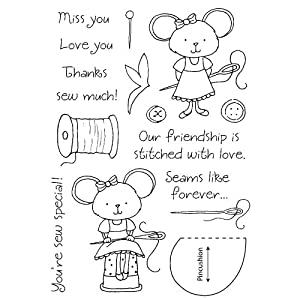 Miss you
Love you
Thanks
sew much!
Our friendship is
stitched with love.
Seams like
forever...
You're sew special!
Pincushion